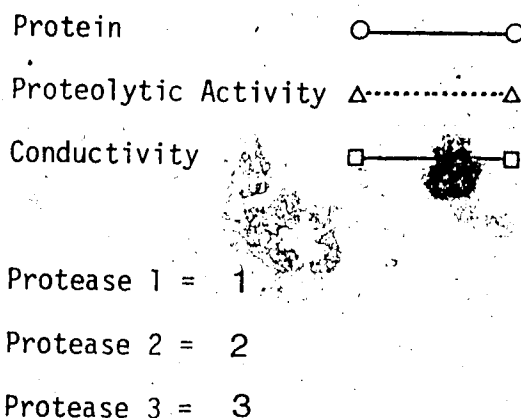 Protein
Proteolytic Activity
Conductivity
Protease 1 = 1
Protease 2 = 2
Protease 3 = 3